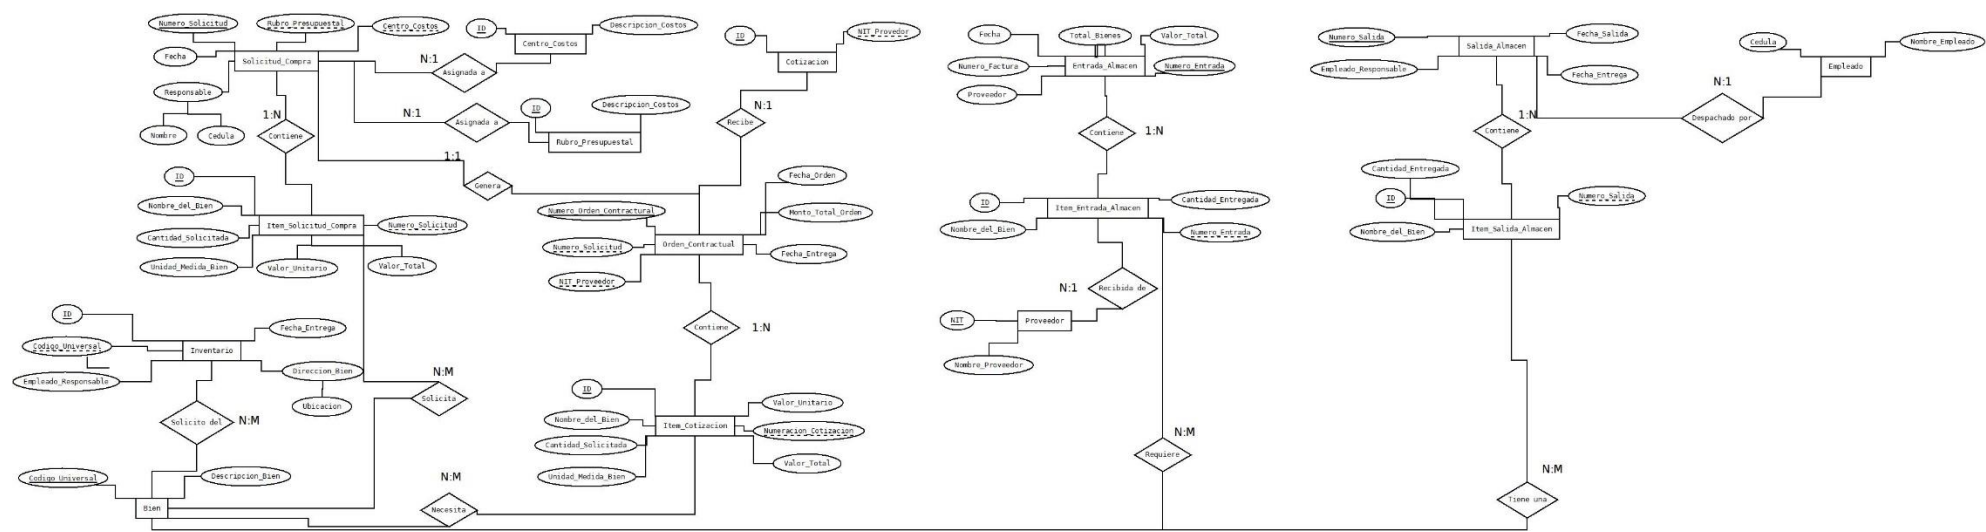 Numero_Solicitud
Rubro_Presupuestal
Centro_Costos
Fecha
Solicitud_Compra
Responsable
Nombre
Cedula
N:1
Asignada a
ID
Centro_Costos
Descripcion_Costos
N:1
Asignada a
ID
Descripcion_Costos
Rubro_Presupuestal
1:N
Contiene
1:1
Genera
ID
NIT_Provedor
Cotizacion
N:1
Recibe
ID
Nombre_del_Bien
Cantidad_Solicitada
Unidad_Medida_Bien
Item_Solicitud_Compra
Numero_Solicitud
Valor_Unitario
Valor_Total
Fecha_Orden
Numero_Orden_Contractural
Monto_Total_Orden
Numero_Solicitud
Orden_Contractual
Fecha_Entrega
NIT_Proveedor
Contiene
1:N
ID
Fecha_Entrega
Codigo_Universal
Inventario
Empleado_Responsable
Direccion_Bien
Ubicacion
N:M
Solicita
Solicito del
N:M
ID
Nombre_del_Bien
Cantidad_Solicitada
Unidad_Medida_Bien
Item_Cotizacion
Valor_Unitario
Numeracion_Cotizacion
Valor_Total
Codigo_Universal
Descripcion_Bien
Bien
N:M
Necesita
Fecha
Total_Bienes
Valor_Total
Numero_Factura
Entrada_Almacen
Numero_Entrada
Proveedor
Contiene
1:N
ID
Cantidad_Entregada
Item_Entrada_Almacen
Nombre_del_Bien
Numero_Entrada
N:1
Recibida de
NIT
Proveedor
Nombre_Proveedor
N:M
Requiere
Numero_Salida
Salida_Almacen
Fecha_Salida
Empleado_Responsable
Fecha_Entrega
Cedula
Nombre_Empleado
Empleado
N:1
Despachado por
1:N
Contiene
Cantidad_Entregada
ID
Numero_Salida
Nombre_del_Bien
Item_Salida_Almacen
N:M
Tiene una